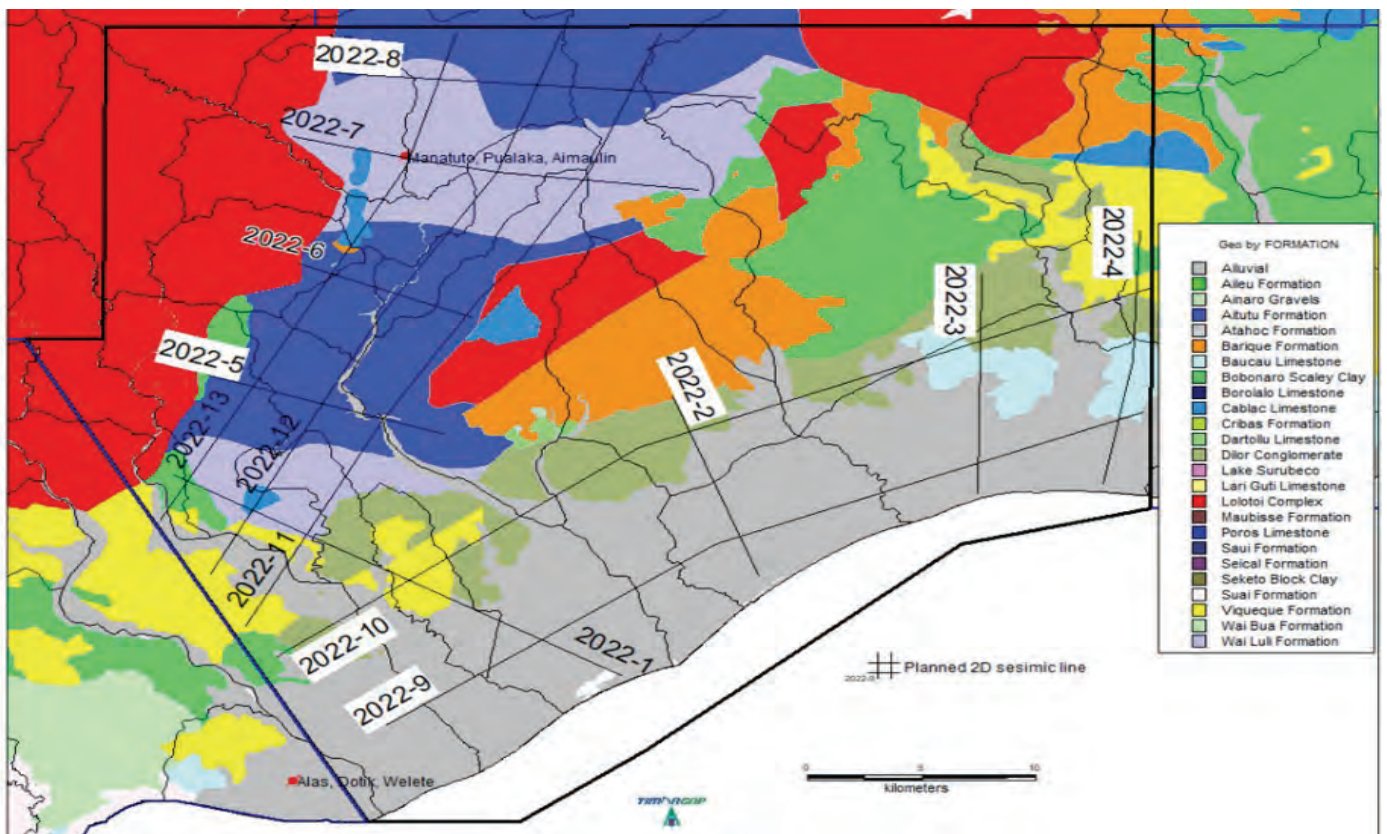 2022-8
2022-7
Manatuto, Pualaka, Aimaulin
2022-6
2022-4
2022-3
2022-5
2022-2
2022-13
2022-12
2022-11
2022-10
2022-1
2022-9
Alas, Dotik, Welete
Geo by FORMATION
Alluvial
Aileu Formation
Ainaro Gravels
Aitutu Formation
Atahoc Formation
Barique Formation
Baucau Limestone
Bobonaro Scaley Clay
Borolalo Limestone
Cablac Limestone
Cribas Formation
Dartollu Limestone
Dilor Conglomerate
Lake Surubeco
Lari Guti Limestone
Lolotoi Complex
Maubisse Formation
Poros Limestone
Saui Formation
Seical Formation
Seketo Block Clay
Suai Formation
Viqueque Formation
Wai Bua Formation
Wai Luli Formation
Planned 2D sesimic line
0 5 10
kilometers
TIMOR GAP